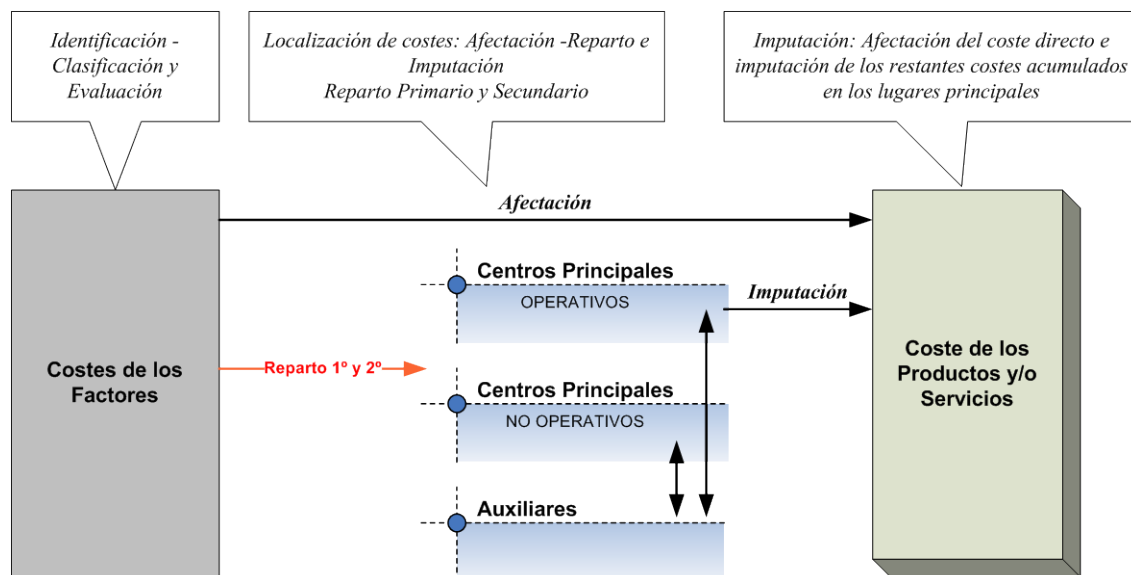 Identificación -
Clasificación y
Evaluación
Localización de costes: Afectación -Reparto e
Imputación
Reparto Primario y Secundario
Imputación: Afectación del coste directo e
imputación de los restantes costes acumulados
en los lugares principales
Afectación
Centros Principales
OPERATIVOS
Imputación
Costes de los
Factores
Reparto 1º y 2º
Centros Principales
NO OPERATIVOS
Coste de los
Productos y/o
Servicios
Auxiliares